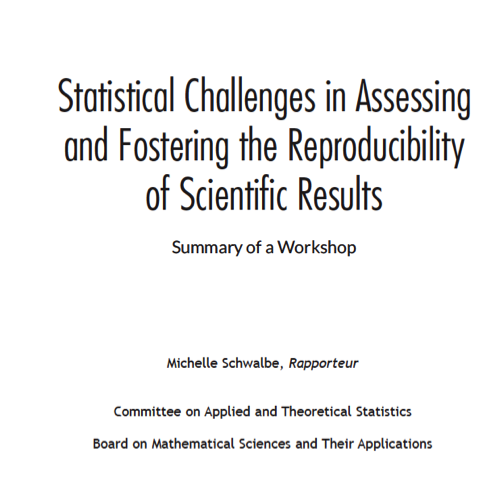 Statistical Challenges in Assessing
and Fostering the Reproducibility
of Scientific Results
Summary of a Workshop
Michelle Schwalbe, Rapporteur
Committee on Applied and Theoretical Statistics
Board on Mathematical Sciences and Their Applications